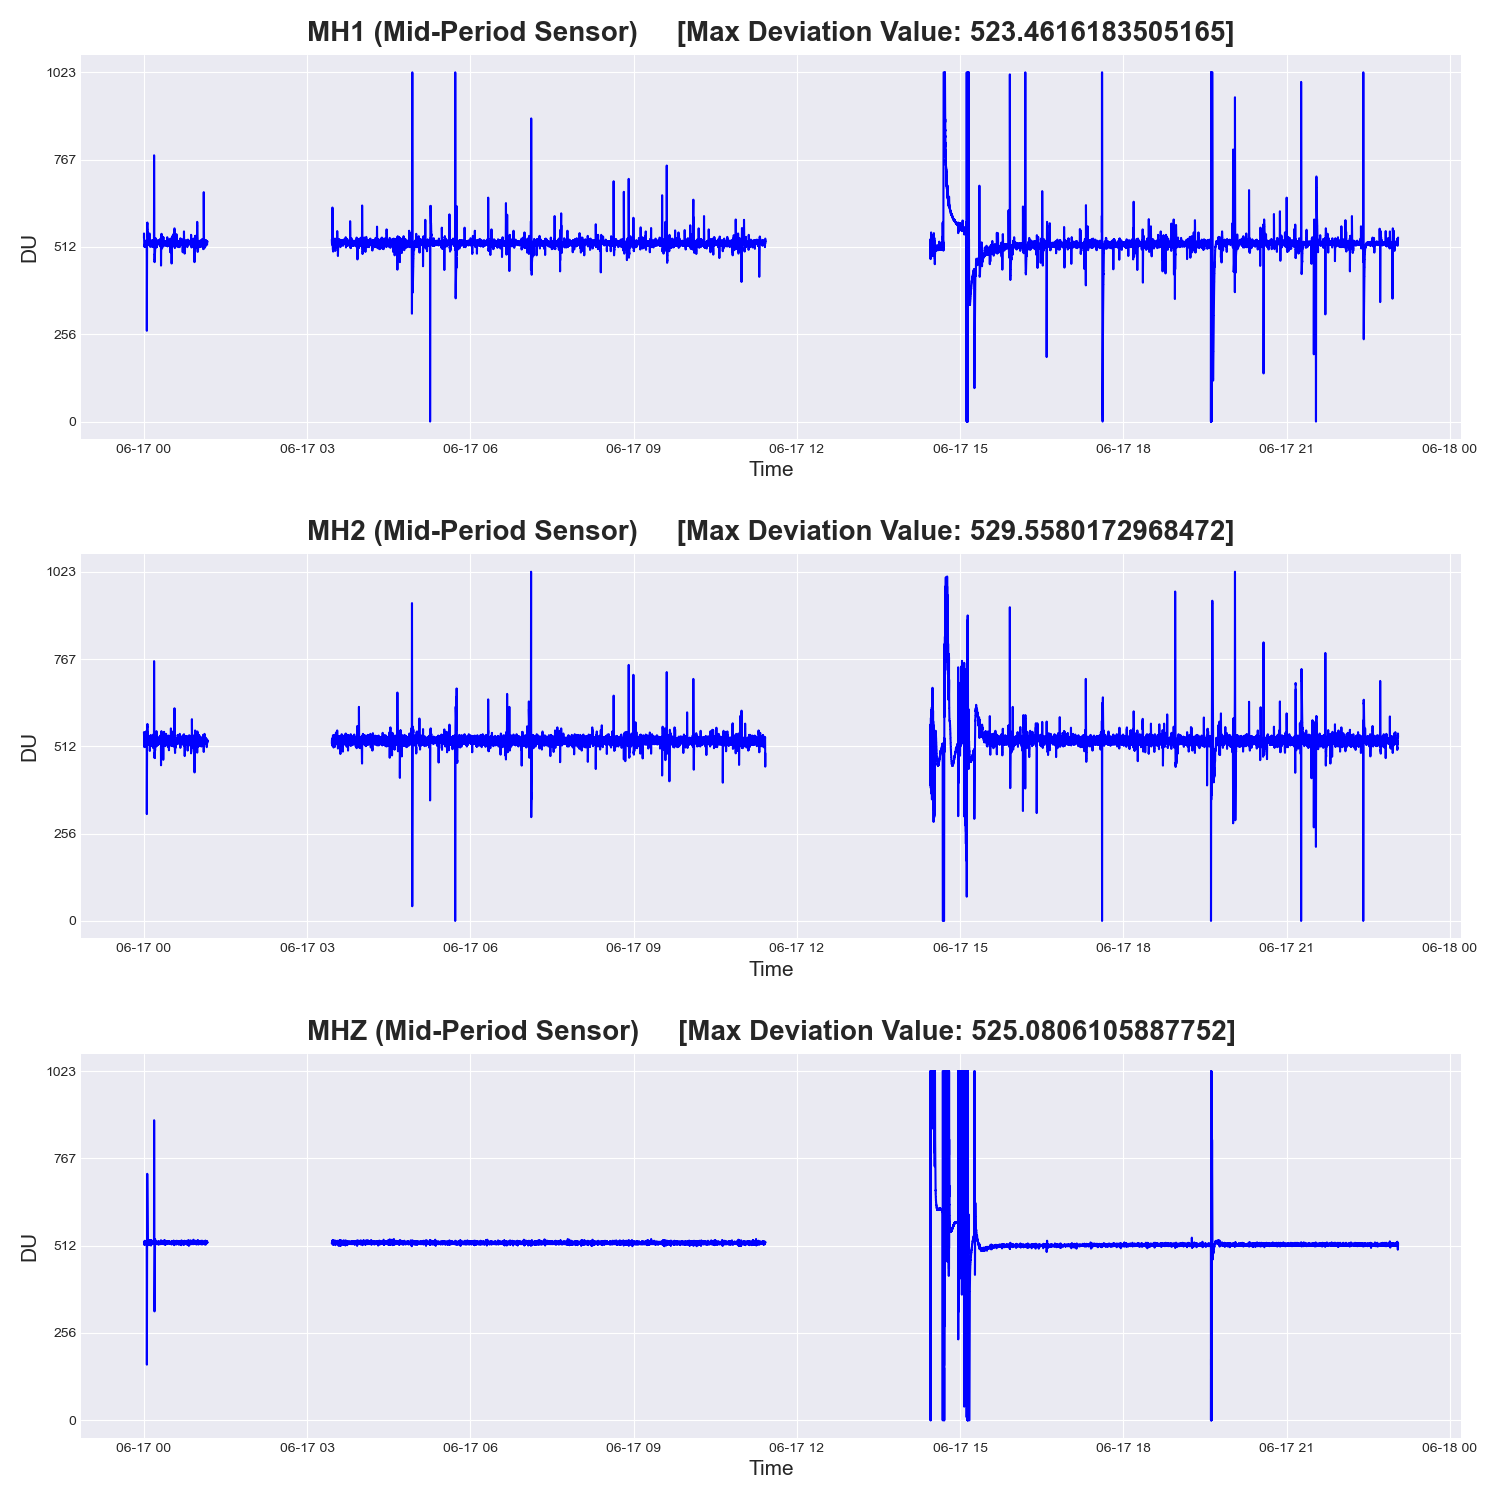 MH1 (Mid-Period Sensor) [Max Deviation Value: 523.4616183505165]
1023
767
512
256
0
DU
06-17 00 06-17 03 06-17 06 06-17 09 06-17 12 06-17 15 06-17 18 06-17 21 06-18 00
Time
MH2 (Mid-Period Sensor) [Max Deviation Value: 529.5580172968472]
1023
767
512
256
0
DU
06-17 00 06-17 03 06-17 06 06-17 09 06-17 12 06-17 15 06-17 18 06-17 21 06-18 00
Time
MHZ (Mid-Period Sensor) [Max Deviation Value: 525.0806105887752]
1023
767
512
256
0
DU
06-17 00 06-17 03 06-17 06 06-17 09 06-17 12 06-17 15 06-17 18 06-17 21 06-18 00
Time